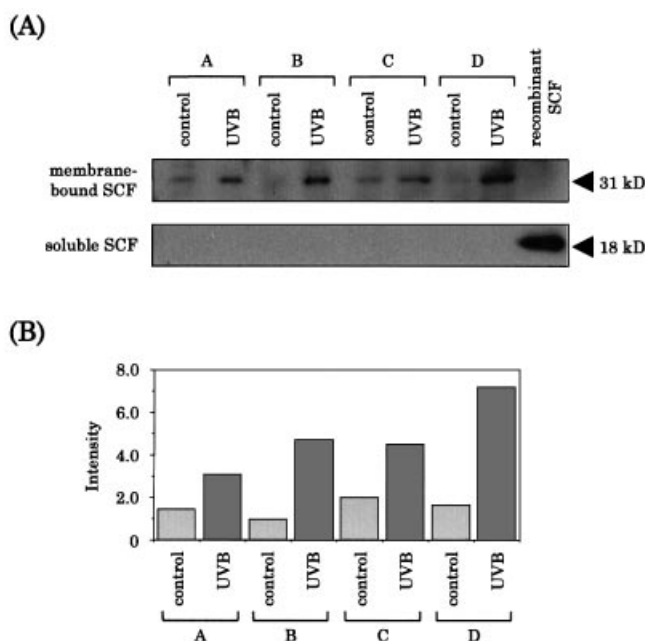 (A)
A B C D
control UVB control UVB control UVB control UVB recombinant SCF
membrane-
bound SCF
31 kD
soluble SCF
18 kD
(B)
8.0
6.0
4.0
2.0
0
Intensity
control UVB control UVB control UVB control UVB
A B C D